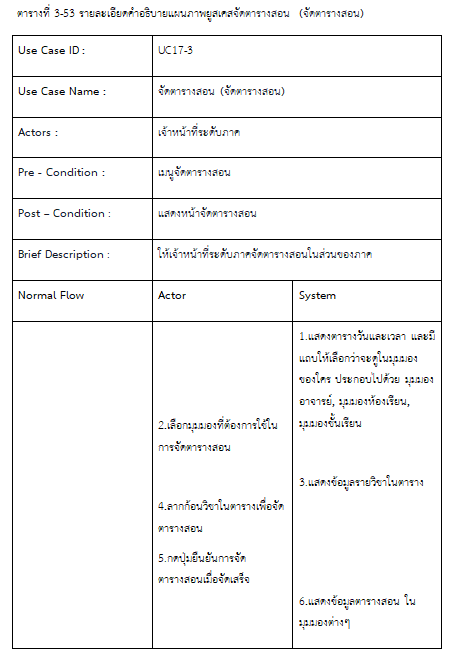 ตารางที่ 3-53 รายละเอียดคำอธิบายแผนภาพยูสเคสจัดตารางสอน (จัดตารางสอน)
Use Case ID : UC17-3
Use Case Name : จัดตารางสอน (จัดตารางสอน)
Actors : เจ้าหน้าที่ระดับภาค
Pre - Condition : เมนูจัดตารางสอน
Post – Condition : แสดงหน้าจัดตารางสอน
Brief Description : ให้เจ้าหน้าที่ระดับภาคจัดตารางสอนในส่วนของภาค
Normal Flow Actor System
1.แสดงตารางวันและเวลา และมี
แถบให้เลือกว่าจะดูในมุมมอง
ของใคร ประกอบไปด้วย มุมมอง
อาจารย์, มุมมองห้องเรียน,
มุมมองชั้นเรียน
2.เลือกมุมมองที่ต้องการใช้ใน
การจัดตารางสอน
3.แสดงข้อมูลรายวิชาในตาราง
4.ลากก้อนวิชาในตารางเพื่อจัด
ตารางสอน
5.กดปุ่มยืนยันการจัด
ตารางสอนเมื่อจัดเสร็จ
6.แสดงข้อมูลตารางสอน ใน
มุมมองต่างๆ